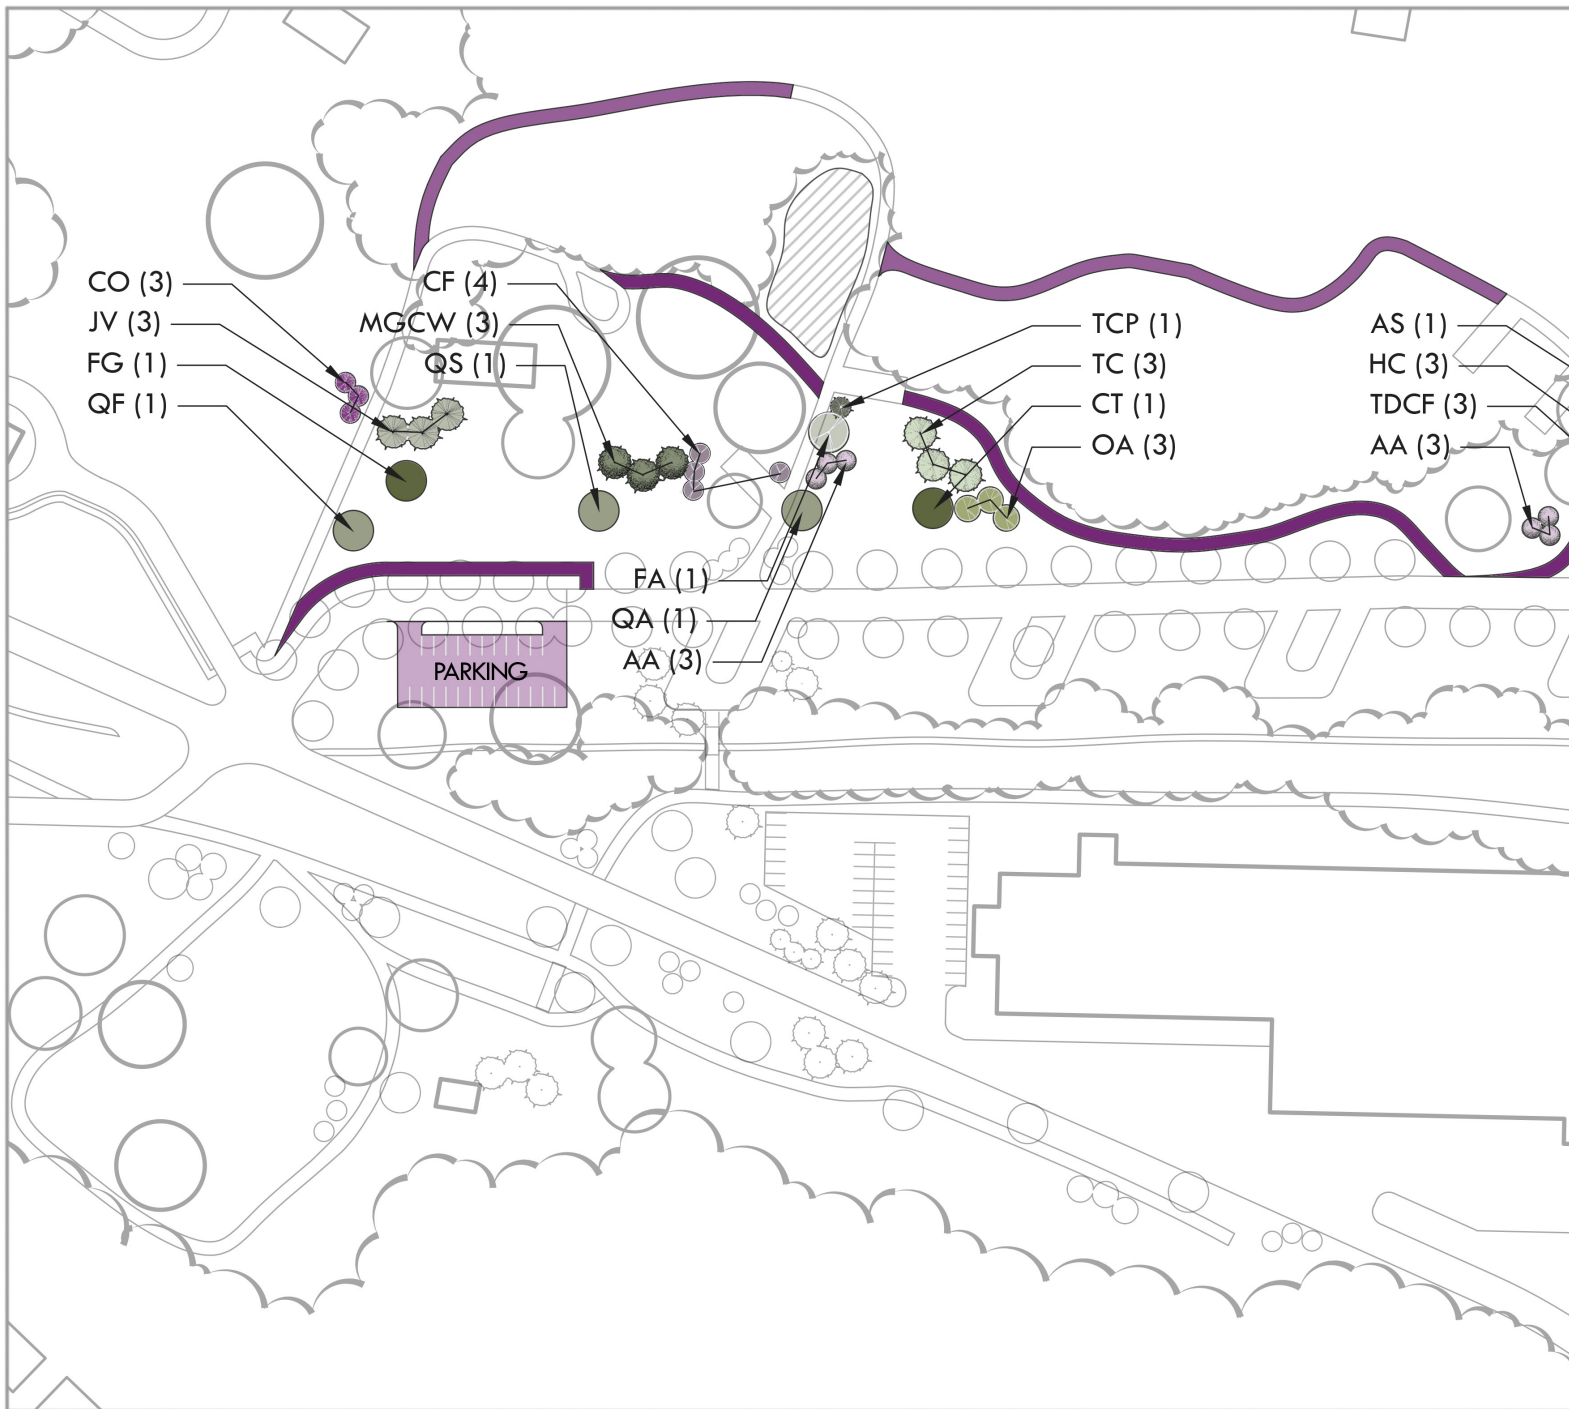 CO (3)
JV (3)
FG (1)
QF (1)
CF (4)
MGCW (3)
QS (1)
TCP (1)
TC (3)
CT (1)
OA (3)
AS (1)
HC (3)
TDCF (3)
AA (3)
FA (1)
QA (1)
AA (3)
PARKING